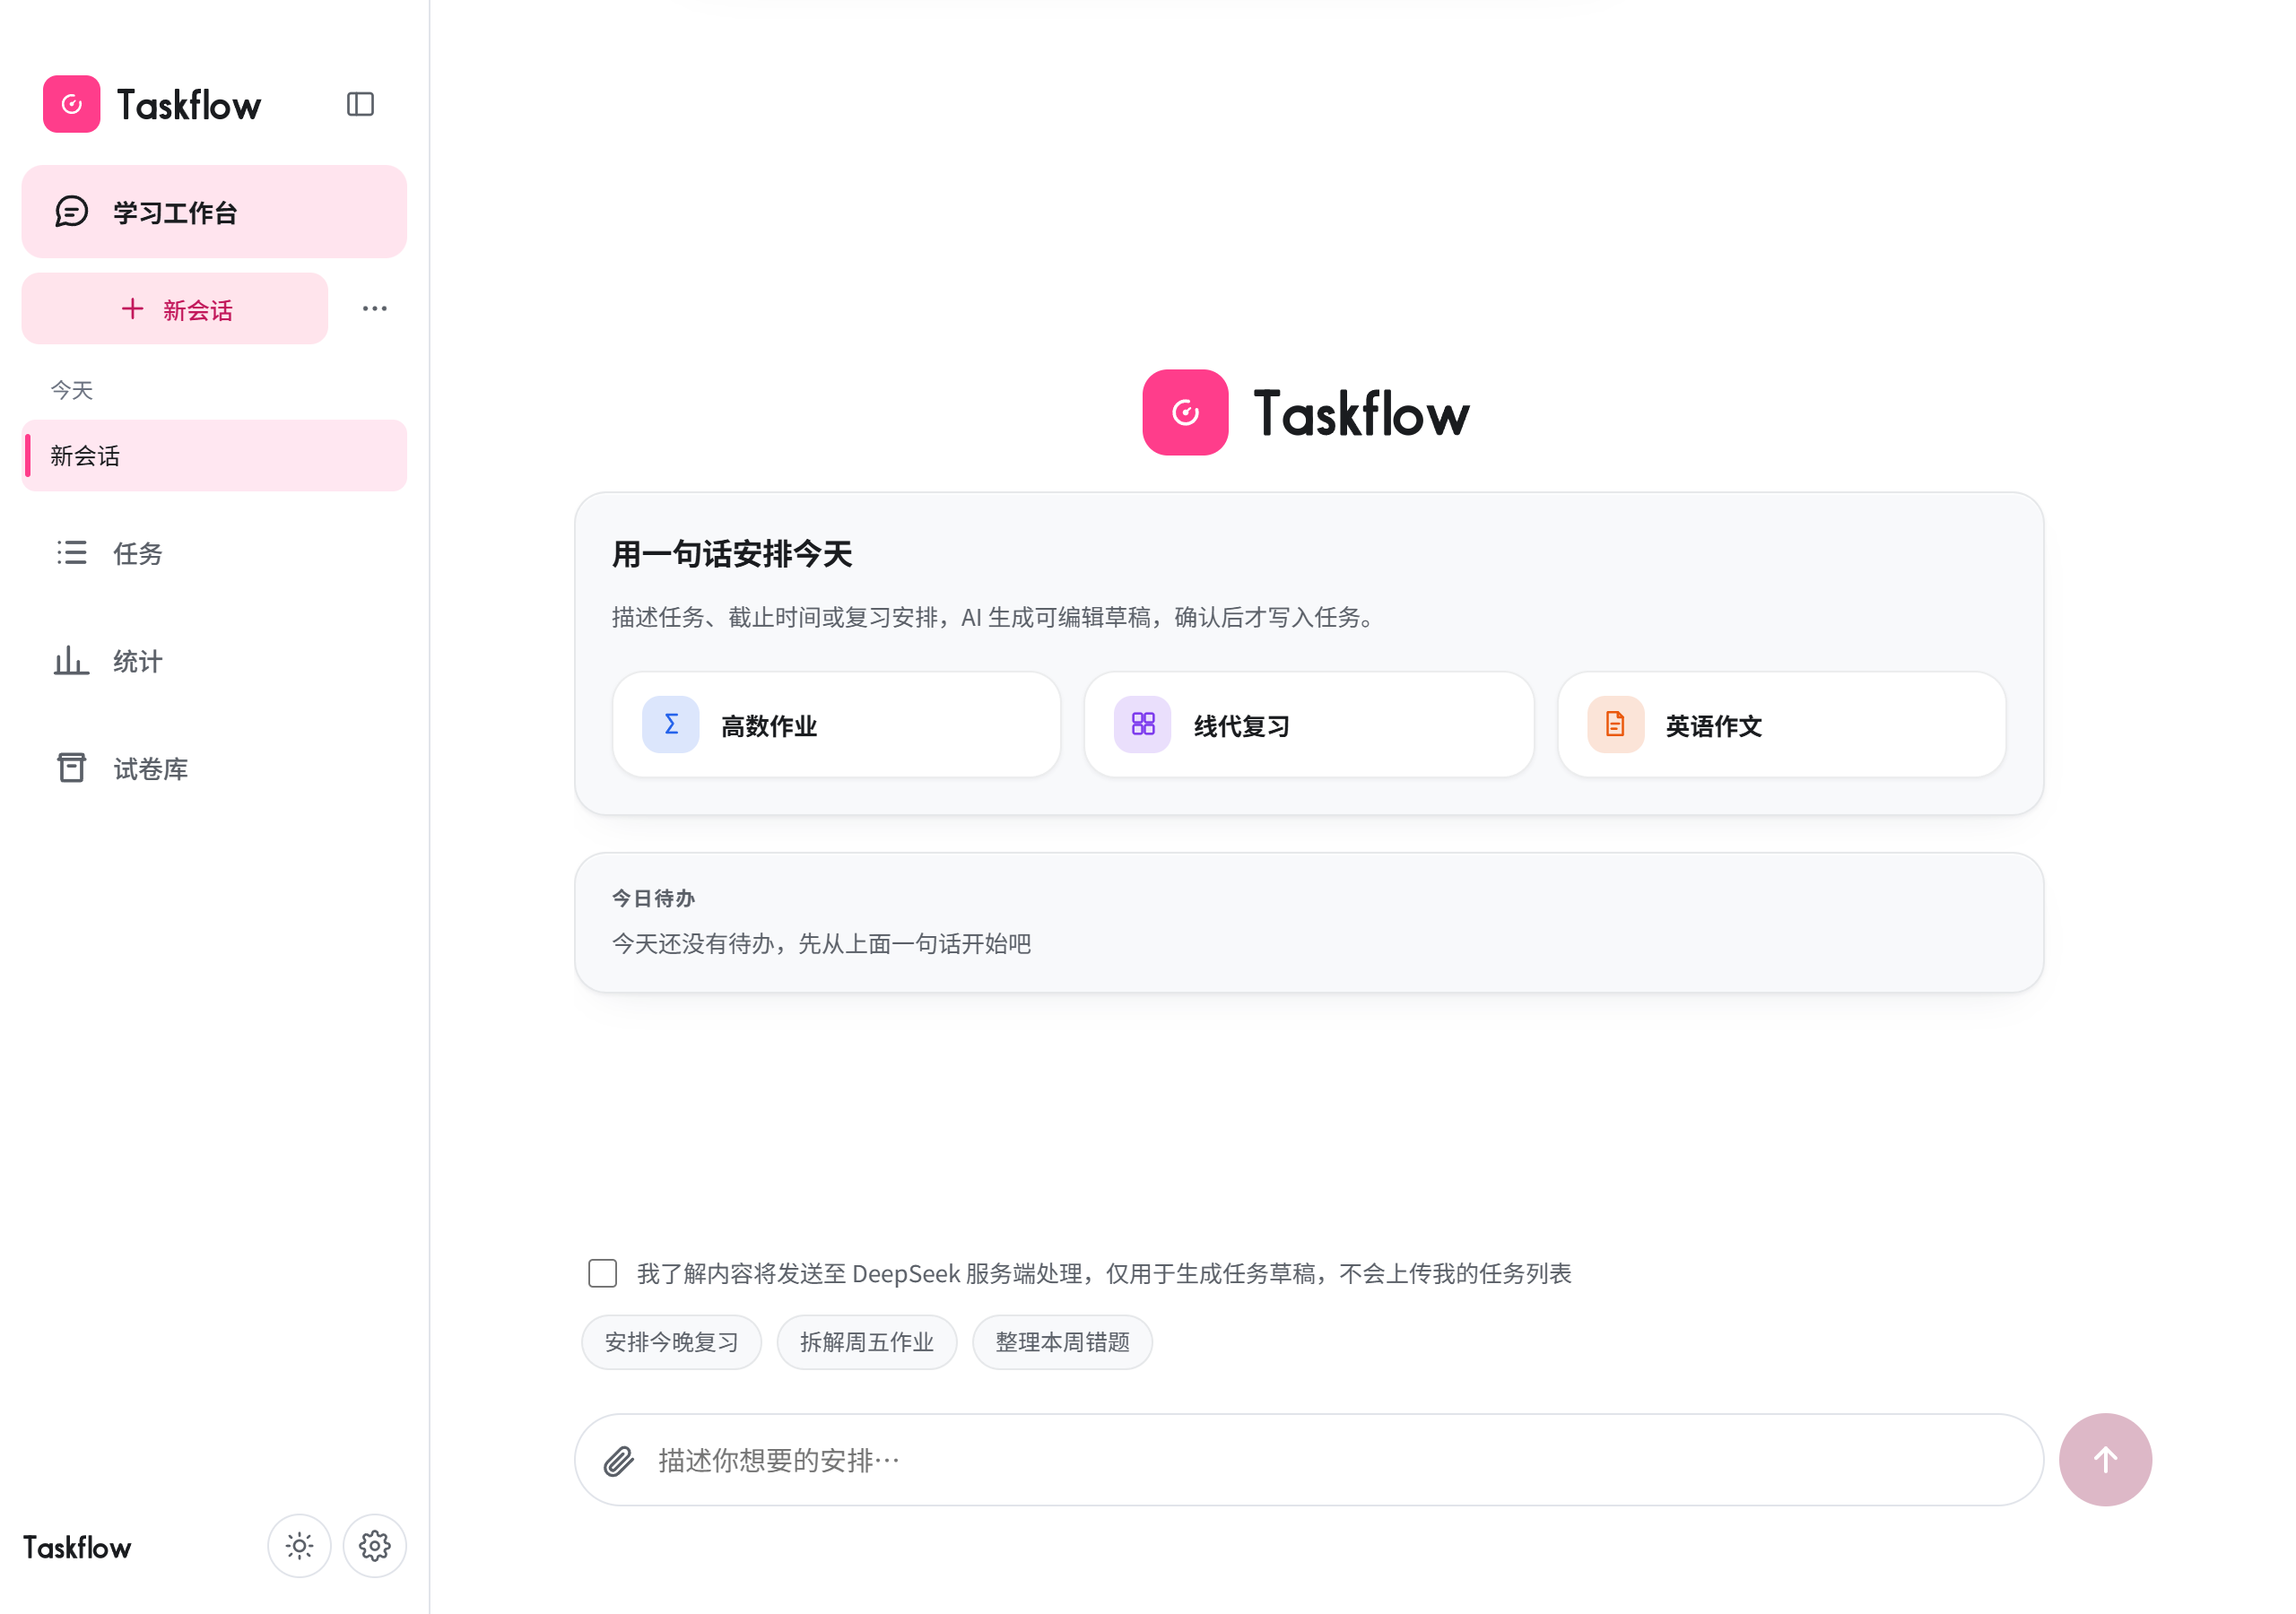 Taskflow
学习工作台
新会话
今天
新会话
任务
统计
试卷库
Taskflow
Taskflow
用一句话安排今天
描述任务、截止时间或复习安排，AI 生成可编辑草稿，确认后才写入任务。
高数作业
线代复习
英语作文
今日待办
今天还没有待办，先从上面一句话开始吧
我了解内容将发送至 DeepSeek 服务端处理，仅用于生成任务草稿，不会上传我的任务列表
安排今晚复习
拆解周五作业
整理本周错题
描述你想要的安排…